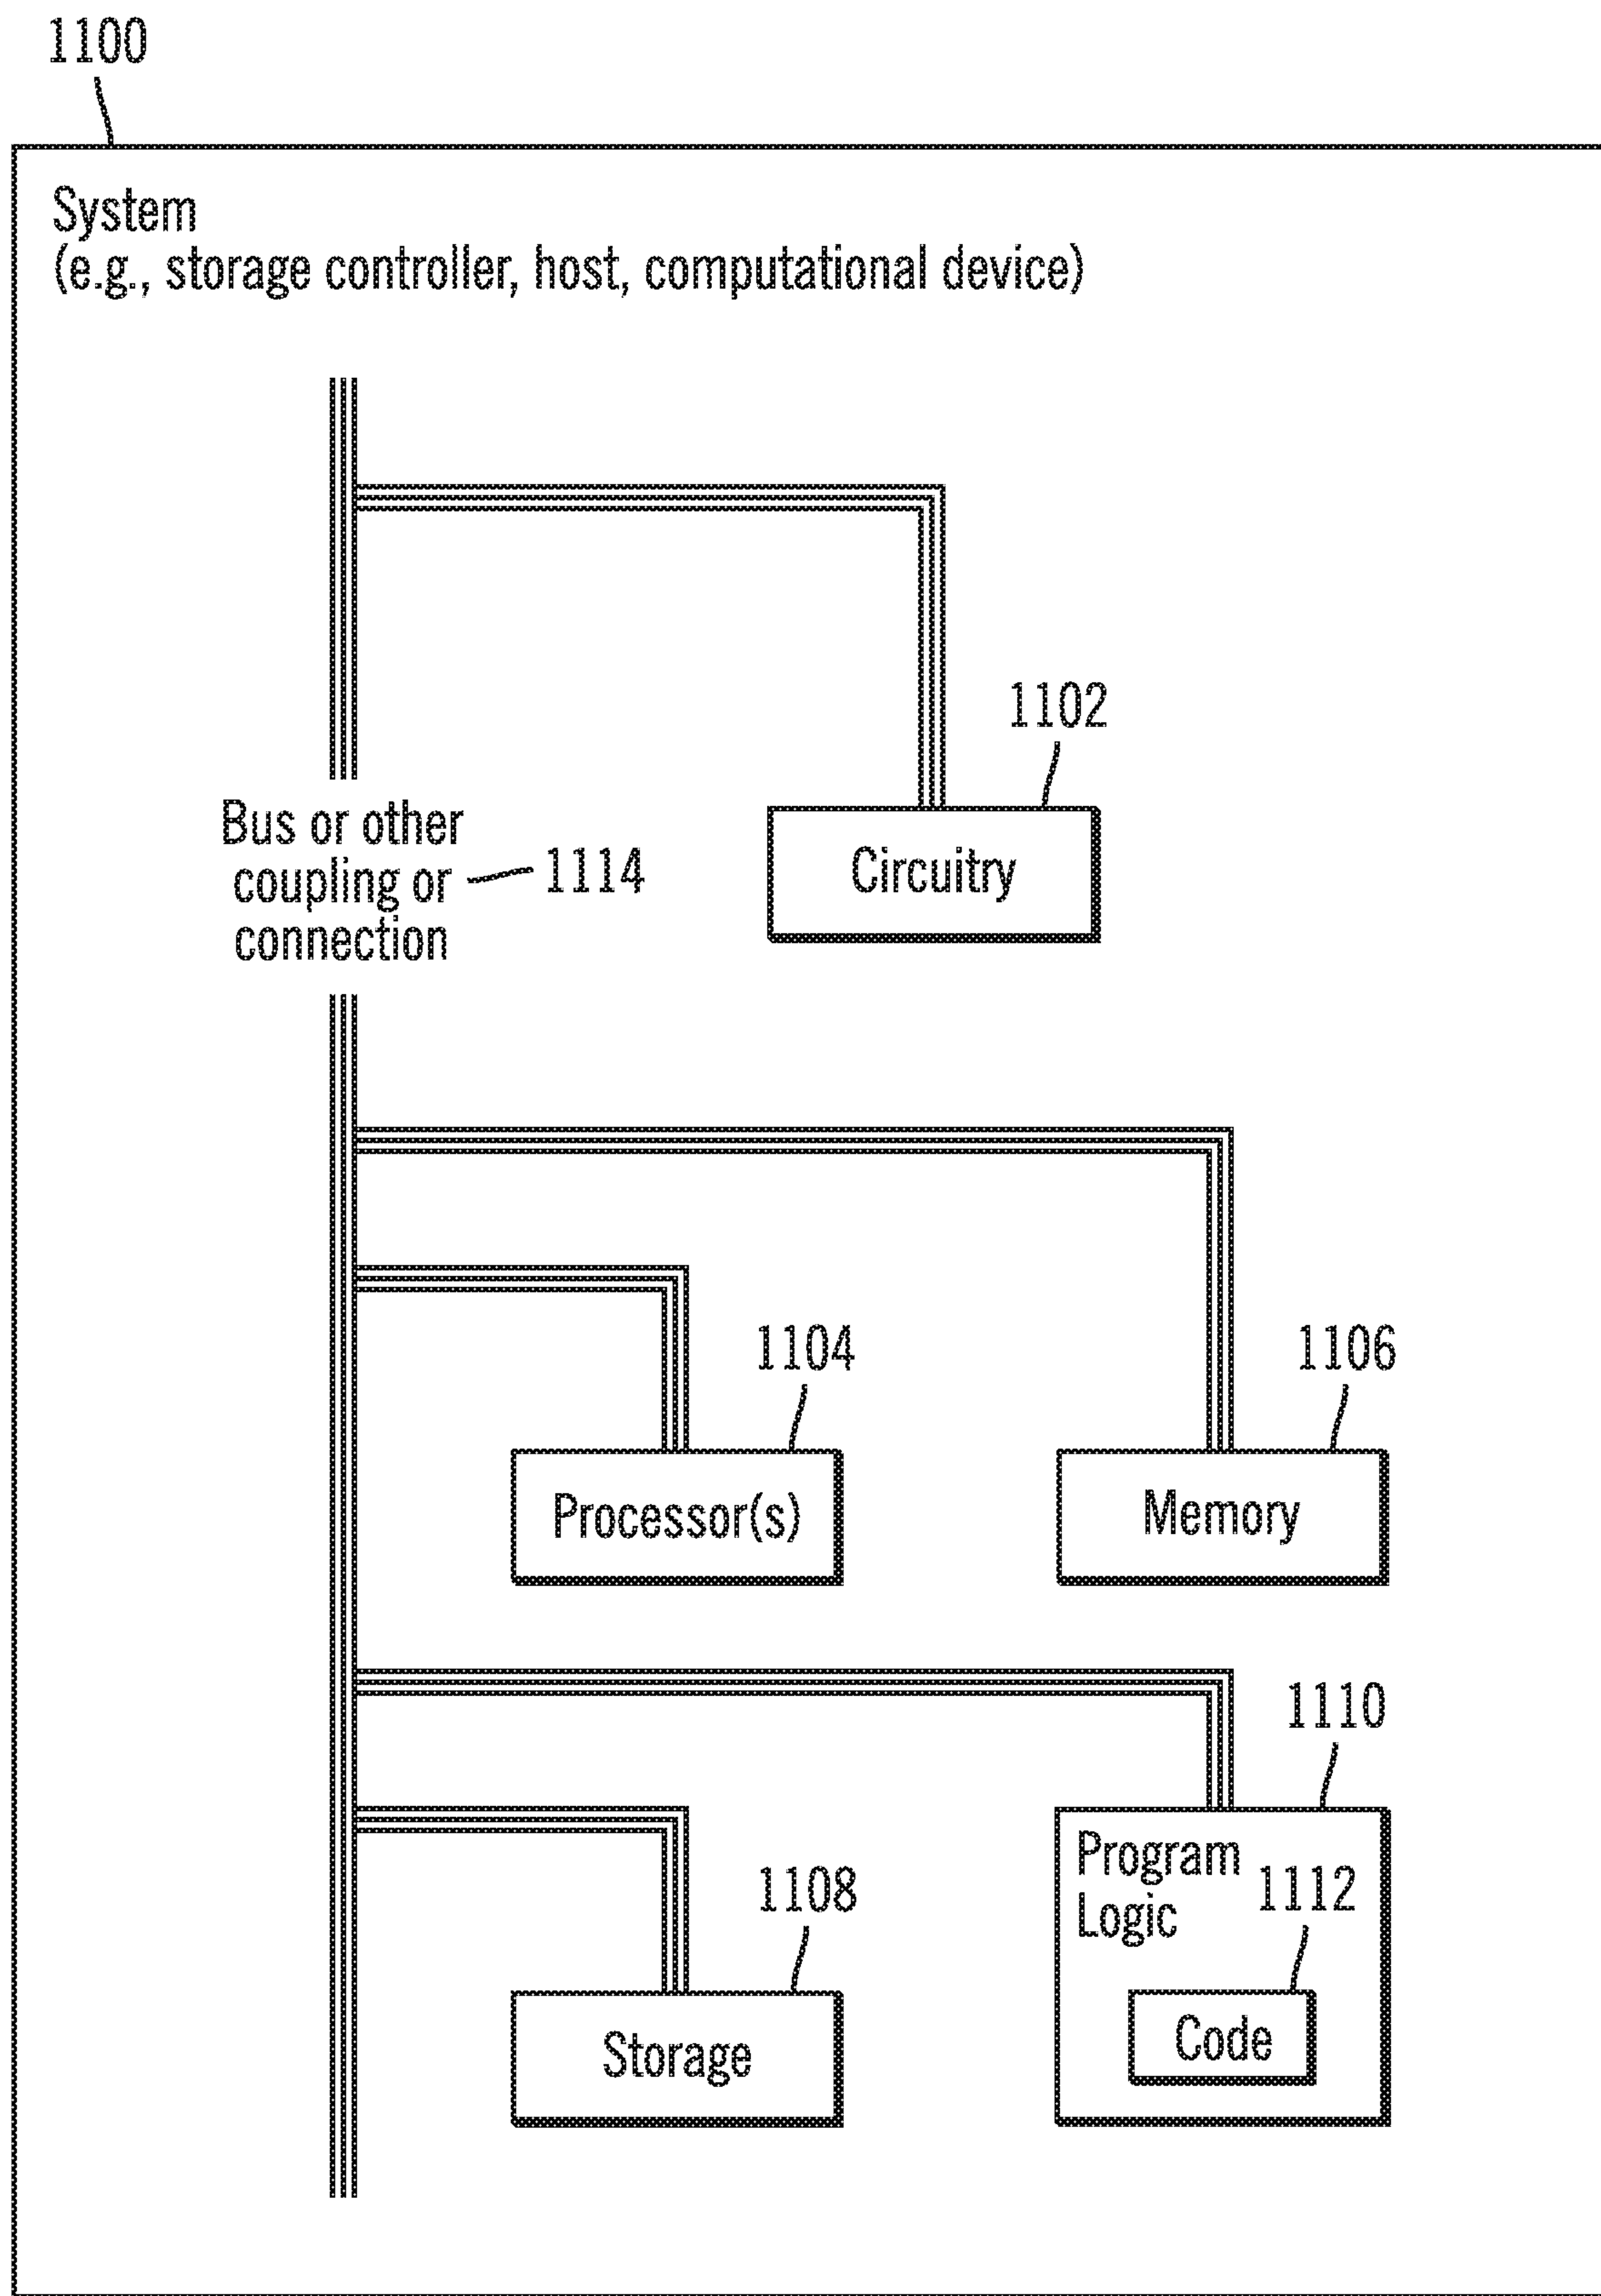 1100
System
(e.g., storage controller, host, computational device)
1102
Bus or other
coupling or
connection
1114
Circuitry
1104
1106
Processor(s)
Memory
1110
Program
Logic
1112
1108
Storage
Code